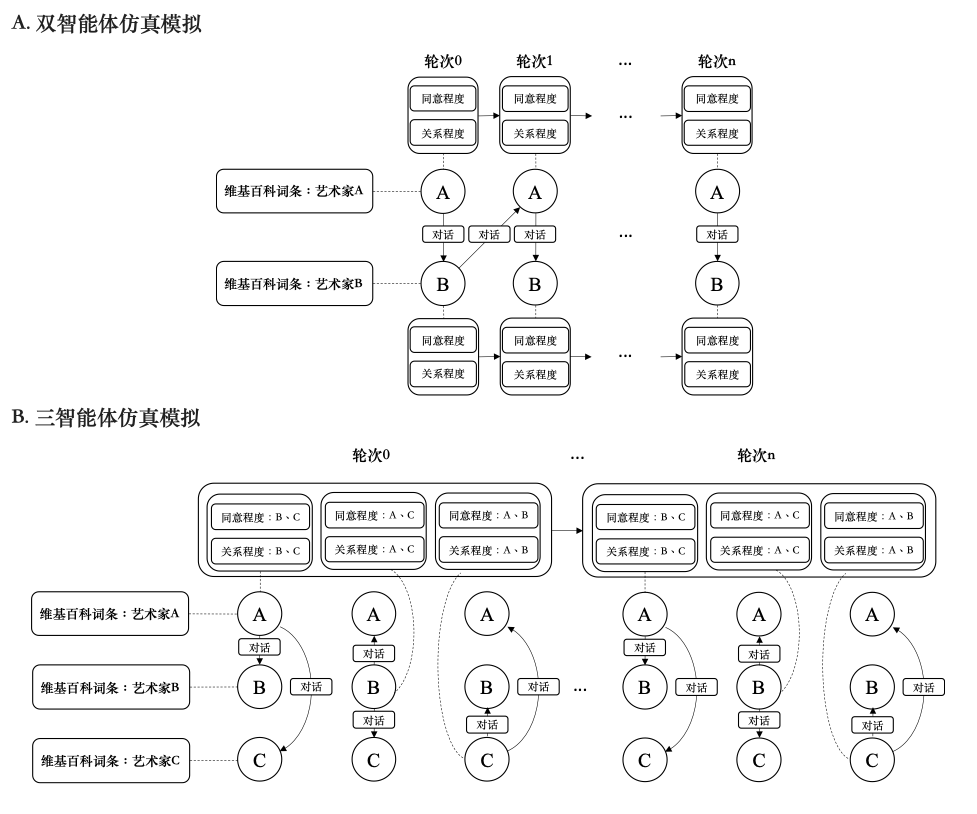 A. 双智能体仿真模拟
轮次0 轮次1 ... 轮次n
同意程度 同意程度 同意程度
...
关系程度 关系程度 关系程度
维基百科词条：艺术家A A A A
对话 对话 对话 ... 对话
维基百科词条：艺术家B B B B
同意程度 同意程度 同意程度
...
关系程度 关系程度 关系程度
B. 三智能体仿真模拟
轮次0 ... 轮次n
同意程度：B、C 同意程度：A、C 同意程度：A、B 同意程度：B、C 同意程度：A、C 同意程度：A、B
关系程度：B、C 关系程度：A、C 关系程度：A、B 关系程度：B、C 关系程度：A、C 关系程度：A、B
维基百科词条：艺术家A A A A A A A
对话 对话 对话 对话
维基百科词条：艺术家B B 对话 B B 对话 ... B 对话 B B 对话
对话 对话 对话 对话
维基百科词条：艺术家C C C C C C C